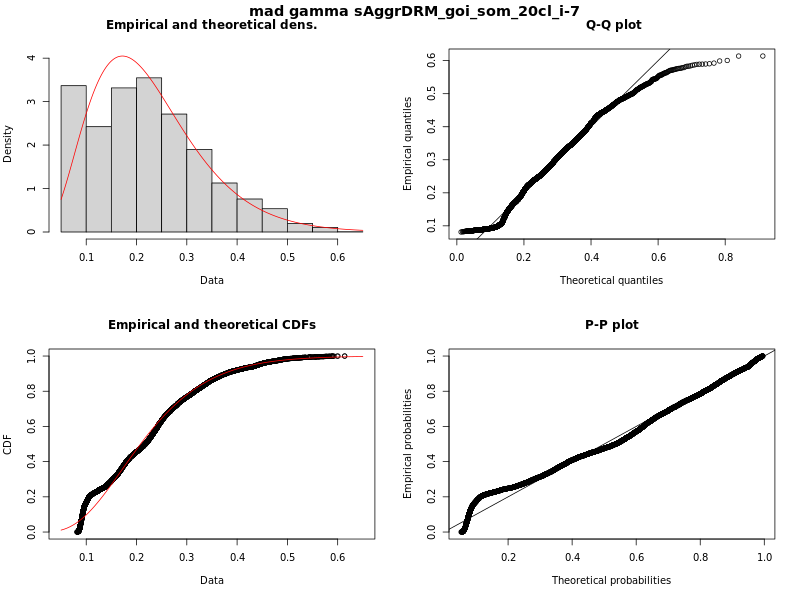 mad gamma sAggrDRM_goi_som_20cl_i-7
Empirical and theoretical dens.
Density
0
1
2
3
4
0.1 0.2 0.3 0.4 0.5 0.6
Data
Q-Q plot
Empirical quantiles
0.1
0.2
0.3
0.4
0.5
0.6
0.0 0.2 0.4 0.6 0.8
Theoretical quantiles
Empirical and theoretical CDFs
CDF
0.0
0.2
0.4
0.6
0.8
1.0
0.1 0.2 0.3 0.4 0.5 0.6
Data
P-P plot
Empirical probabilities
0.0
0.2
0.4
0.6
0.8
1.0
0.2 0.4 0.6 0.8 1.0
Theoretical probabilities